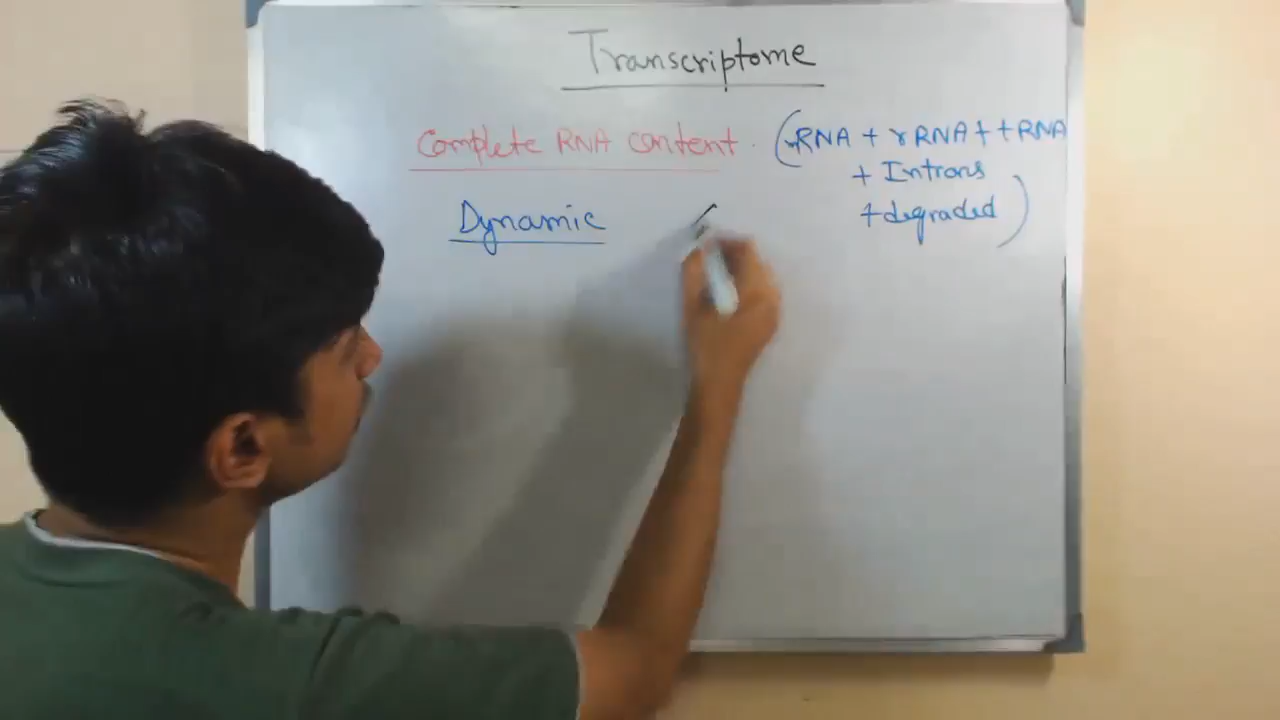 Transcriptome
Complete RNA content. (mRNA + rRNA + tRNA
+ Introns
+ degraded)
Dynamic